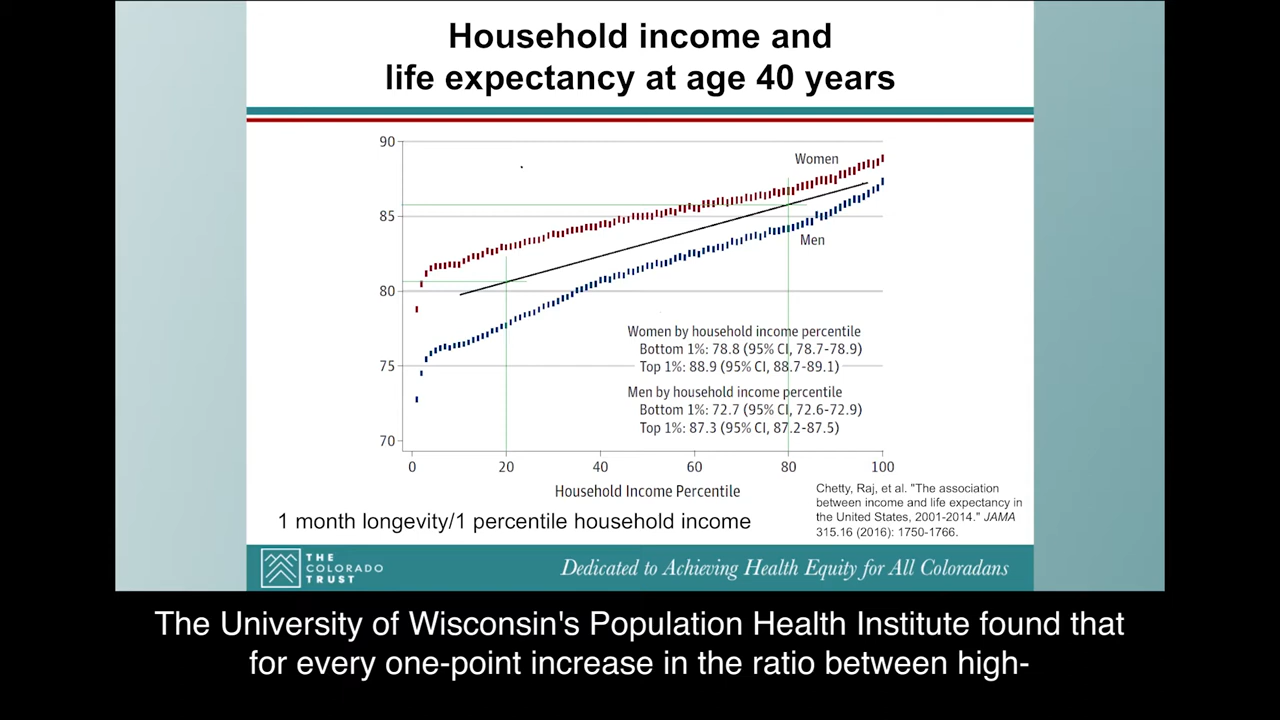 Household income and
life expectancy at age 40 years
90
85
80
75
70
Women
Men
Women by household income percentile
Bottom 1%: 78.8 (95% CI, 78.7-78.9)
Top 1%: 88.9 (95% CI, 88.7-89.1)
Men by household income percentile
Bottom 1%: 72.7 (95% CI, 72.6-72.9)
Top 1%: 87.3 (95% CI, 87.2-87.5)
0 20 40 60 80 100
Household Income Percentile
Chetty, Raj, et al. "The association
between income and life expectancy in
the United States, 2001-2014." JAMA
315.16 (2016): 1750-1766.
1 month longevity/1 percentile household income
THE
COLORADO
TRUST
Dedicated to Achieving Health Equity for All Coloradans
The University of Wisconsin's Population Health Institute found that
for every one-point increase in the ratio between high-